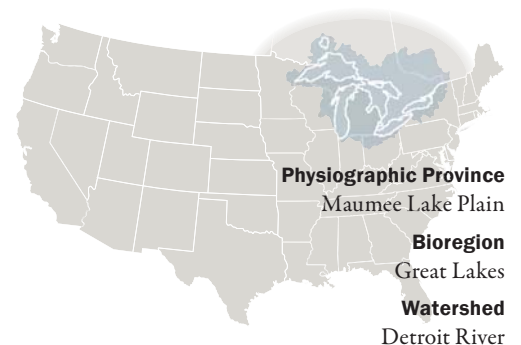 Physiographic Province
Maumee Lake Plain
Bioregion
Great Lakes
Watershed
Detroit River